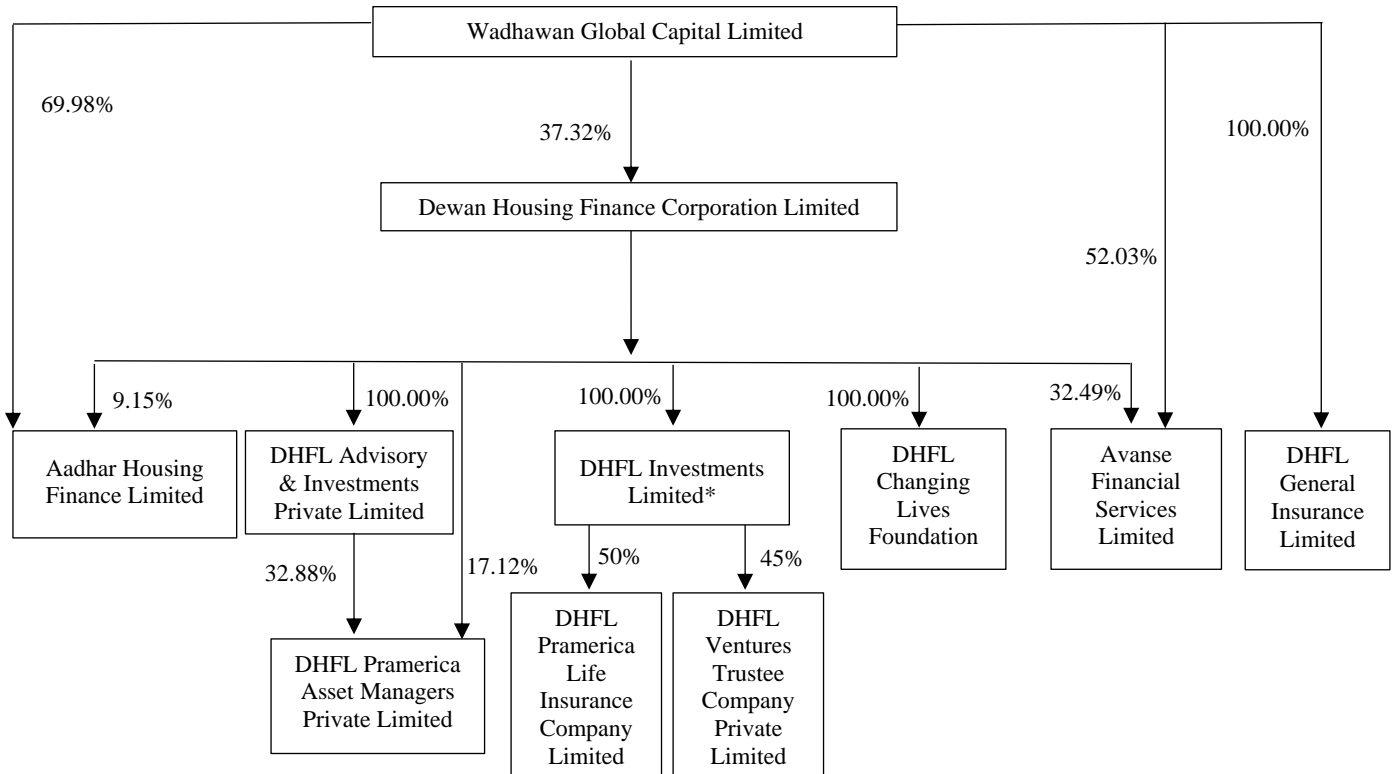 Wadhawan Global Capital Limited
69.98%
37.32%
100.00%
Dewan Housing Finance Corporation Limited
52.03%
9.15%
100.00%
100.00%
100.00%
32.49%
Aadhar Housing
Finance Limited
DHFL Advisory
& Investments
Private Limited
DHFL Investments
Limited*
DHFL
Changing
Lives
Foundation
Avanse
Financial
Services
Limited
DHFL
General
Insurance
Limited
32.88%
17.12%
50%
45%
DHFL Pramerica
Asset Managers
Private Limited
DHFL
Pramerica
Life
Insurance
Company
Limited
DHFL
Ventures
Trustee
Company
Private
Limited